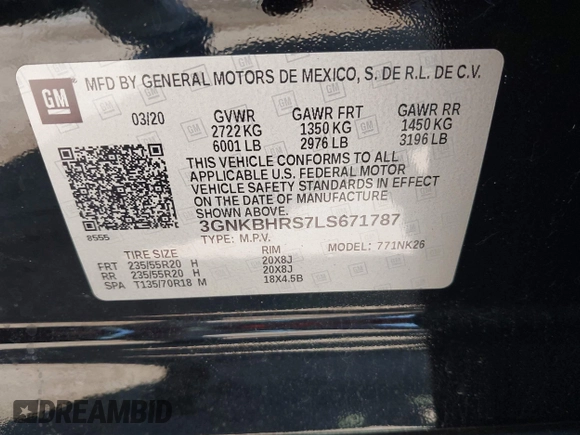 GM
MFD BY GENERAL MOTORS DE MEXICO, S. DE R.L. DE C.V.
03/20 GVWR GAWR FRT GAWR RR
2722 KG 1350 KG 1450 KG
6001 LB 2976 LB 3196 LB
THIS VEHICLE CONFORMS TO ALL
APPLICABLE U.S. FEDERAL MOTOR
VEHICLE SAFETY STANDARDS IN EFFECT
ON THE DATE OF MANUFACTURE
SHOWN ABOVE.
8555 3GNKBHRS7LS671787
TYPE: M.P.V. MODEL: 771NK26
TIRE SIZE RIM
FRT 235/55R20 H 20X8J
RR 235/55R20 H 20X8J
SPA T135/70R18 M 18X4.5B
DREAMBID